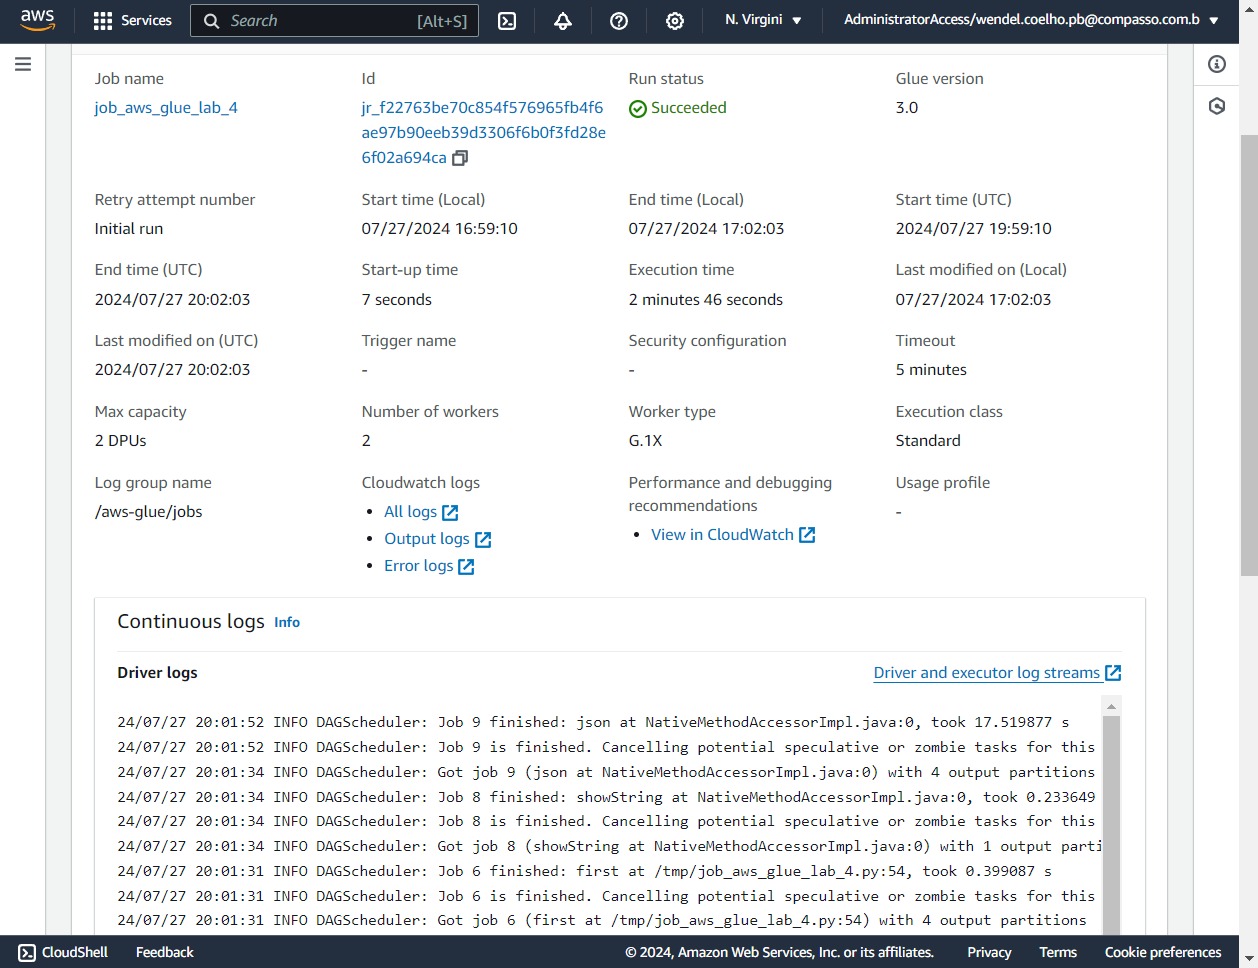 aws
Services
Search
[Alt+S]
N. Virgini
AdministratorAccess/wendel.coelho.pb@compasso.com.b
Job name
job_aws_glue_lab_4
Id
jr_f22763be70c854f576965fb4f6
ae97b90eeb39d3306f6b0f3fd28e
6f02a694ca
Run status
Succeeded
Glue version
3.0
Retry attempt number
Initial run
Start time (Local)
07/27/2024 16:59:10
End time (Local)
07/27/2024 17:02:03
Start time (UTC)
2024/07/27 19:59:10
End time (UTC)
2024/07/27 20:02:03
Start-up time
7 seconds
Execution time
2 minutes 46 seconds
Last modified on (Local)
07/27/2024 17:02:03
Last modified on (UTC)
2024/07/27 20:02:03
Trigger name
-
Security configuration
-
Timeout
5 minutes
Max capacity
2 DPUs
Number of workers
2
Worker type
G.1X
Execution class
Standard
Log group name
/aws-glue/jobs
Cloudwatch logs
• All logs
• Output logs
• Error logs
Performance and debugging
recommendations
• View in CloudWatch
Usage profile
-
Continuous logs Info
Driver logs
Driver and executor log streams
24/07/27 20:01:52 INFO DAGScheduler: Job 9 finished: json at NativeMethodAccessorImpl.java:0, took 17.519877 s
24/07/27 20:01:52 INFO DAGScheduler: Job 9 is finished. Cancelling potential speculative or zombie tasks for this
24/07/27 20:01:34 INFO DAGScheduler: Got job 9 (json at NativeMethodAccessorImpl.java:0) with 4 output partitions
24/07/27 20:01:34 INFO DAGScheduler: Job 8 finished: showString at NativeMethodAccessorImpl.java:0, took 0.233649
24/07/27 20:01:34 INFO DAGScheduler: Job 8 is finished. Cancelling potential speculative or zombie tasks for this
24/07/27 20:01:34 INFO DAGScheduler: Got job 8 (showString at NativeMethodAccessorImpl.java:0) with 1 output parti
24/07/27 20:01:31 INFO DAGScheduler: Job 6 finished: first at /tmp/job_aws_glue_lab_4.py:54, took 0.399087 s
24/07/27 20:01:31 INFO DAGScheduler: Job 6 is finished. Cancelling potential speculative or zombie tasks for this
24/07/27 20:01:31 INFO DAGScheduler: Got job 6 (first at /tmp/job_aws_glue_lab_4.py:54) with 4 output partitions
CloudShell
Feedback
© 2024, Amazon Web Services, Inc. or its affiliates.
Privacy
Terms
Cookie preferences